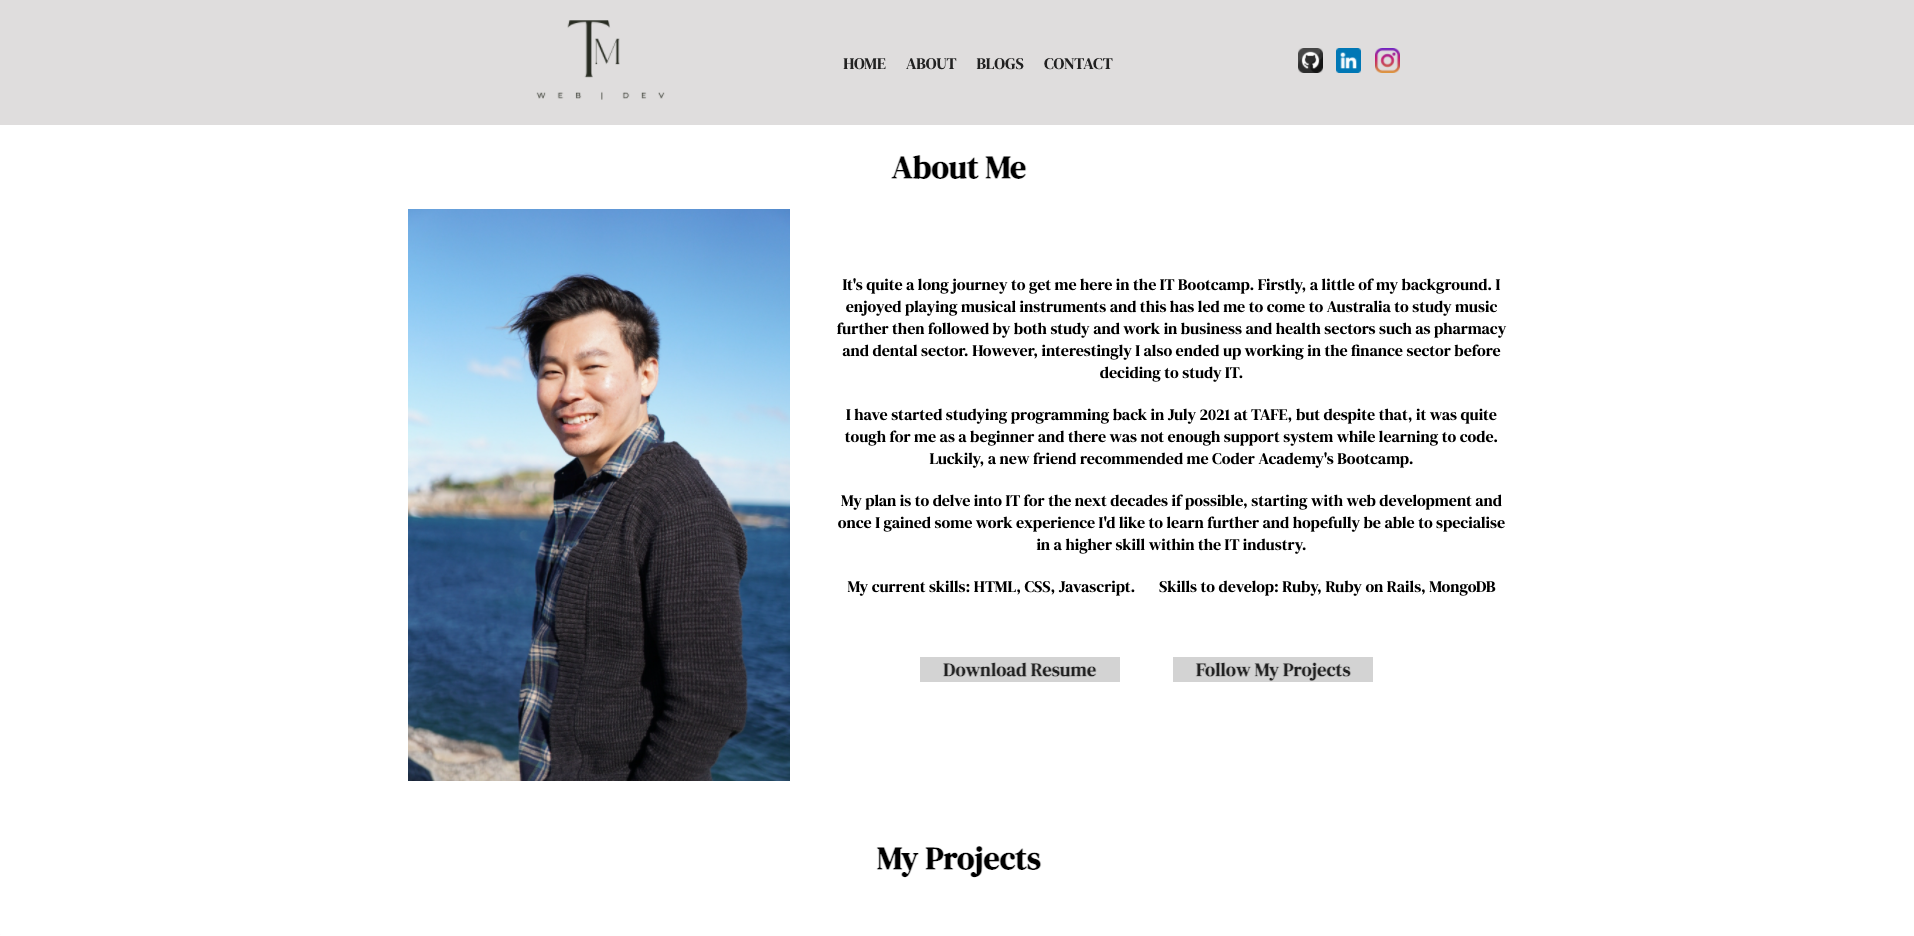 TM
WEB | DEV
HOME ABOUT BLOGS CONTACT
in
About Me
It's quite a long journey to get me here in the IT Bootcamp. Firstly, a little of my background. I
enjoyed playing musical instruments and this has led me to come to Australia to study music
further then followed by both study and work in business and health sectors such as pharmacy
and dental sector. However, interestingly I also ended up working in the finance sector before
deciding to study IT.
I have started studying programming back in July 2021 at TAFE, but despite that, it was quite
tough for me as a beginner and there was not enough support system while learning to code.
Luckily, a new friend recommended me Coder Academy's Bootcamp.
My plan is to delve into IT for the next decades if possible, starting with web development and
once I gained some work experience I'd like to learn further and hopefully be able to specialise
in a higher skill within the IT industry.
My current skills: HTML, CSS, Javascript. Skills to develop: Ruby, Ruby on Rails, MongoDB
Download Resume Follow My Projects
My Projects